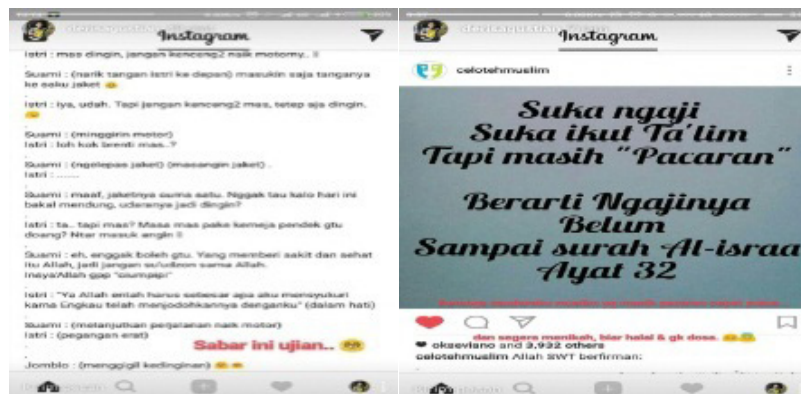 Instagram
Istri : mas dingin, jangan kenceng2 naik motorny.. !!
Suami : (narik tangan istri ke depan) masukin saja tanganya
ke saku jaket
Istri : iya, udah. Tapi jangan kenceng2 mas, tetep aja dingin.
Suami : (minggirin motor)
Istri : loh kok brenti mas..?
Suami : (ngelepas jaket) (masangin jaket) .
Istri : ......
Suami : maaf, jaketnya cuma satu. Nggak tau kalo hari ini
bakal mendung, udaranya jadi dingin?
Istri : ta.. tapi mas? Masa mas pake kemeja pendek gtu
doang? Ntar masuk angin !!
Suami : eh, enggak boleh gtu. Yang memberi sakit dan sehat
itu Allah, jadi jangan su'udzon sama Allah.
InsyaAllah gpp
Istri : "Ya Allah entah harus sebesar apa aku mensyukuri
karna Engkau telah menjodohkannya denganku" (dalam hati)
Suami : (melanjutkan perjalanan naik motor)
Istri : (pegangan erat)
Sabar ini ujian..
Jomblo : (menggigil kedinginan)
Instagram
celotehmuslim
Suka ngaji
Suka ikut Ta'lim
Tapi masih "Pacaran"
Berarti Ngajinya
Belum
Sampai surah Al-israa
Ayat 32
dan segera menikah, biar halal & gk dosa.
okseviano and 3,932 others
celotehmuslim Allah SWT berfirman: